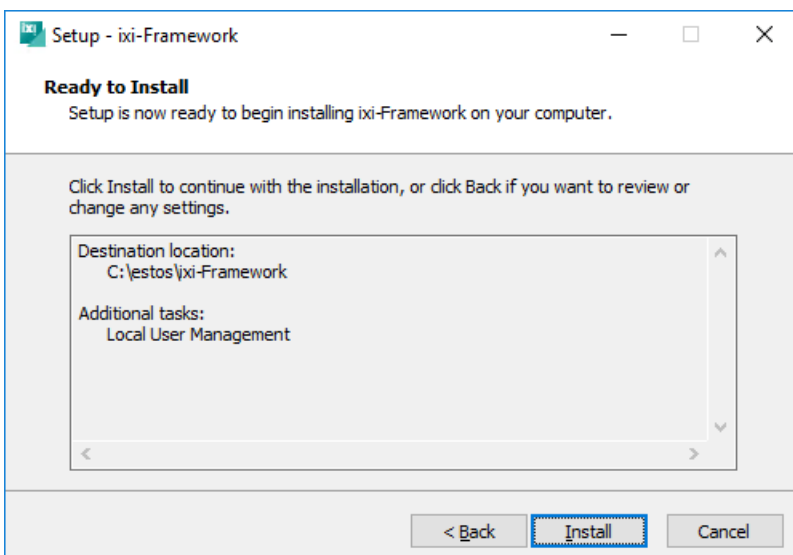 ixi
Setup - ixi-Framework
Ready to Install
Setup is now ready to begin installing ixi-Framework on your computer.
Click Install to continue with the installation, or click Back if you want to review or
change any settings.
Destination location:
C:\estos\ixi-Framework
Additional tasks:
Local User Management
< Back
Install
Cancel